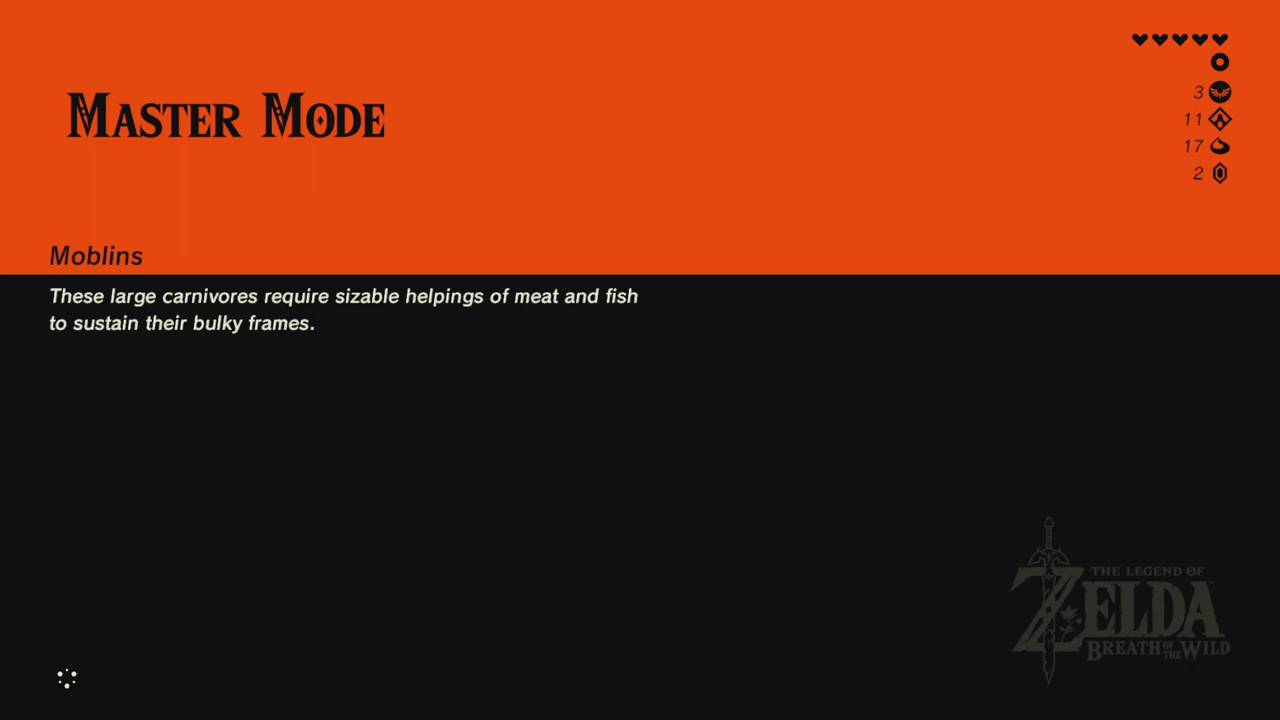 Master Mode
3
11
17
2
Moblins
These large carnivores require sizable helpings of meat and fish
to sustain their bulky frames.
THE LEGEND OF
ZELDA
BREATH OF THE WILD